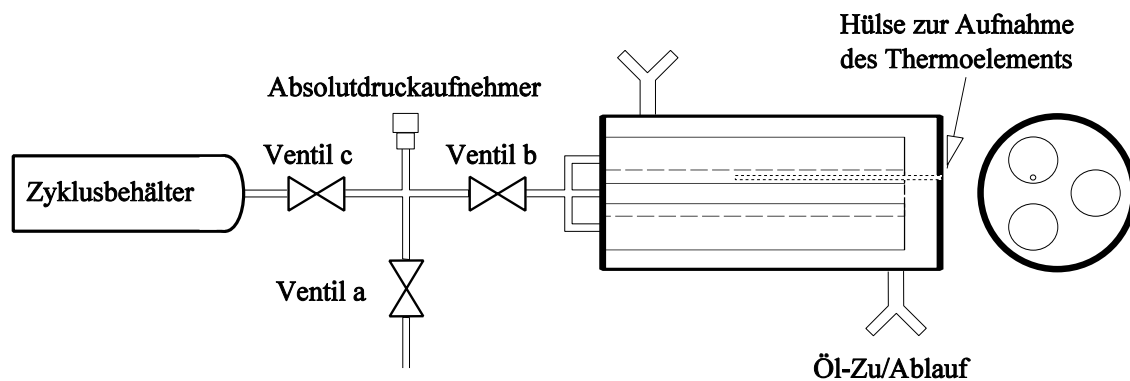 Hülse zur Aufnahme
des Thermoelements
Absolutdruckaufnehmer
Ventil c
Ventil b
Zyklusbehälter
Ventil a
Öl-Zu/Ablauf